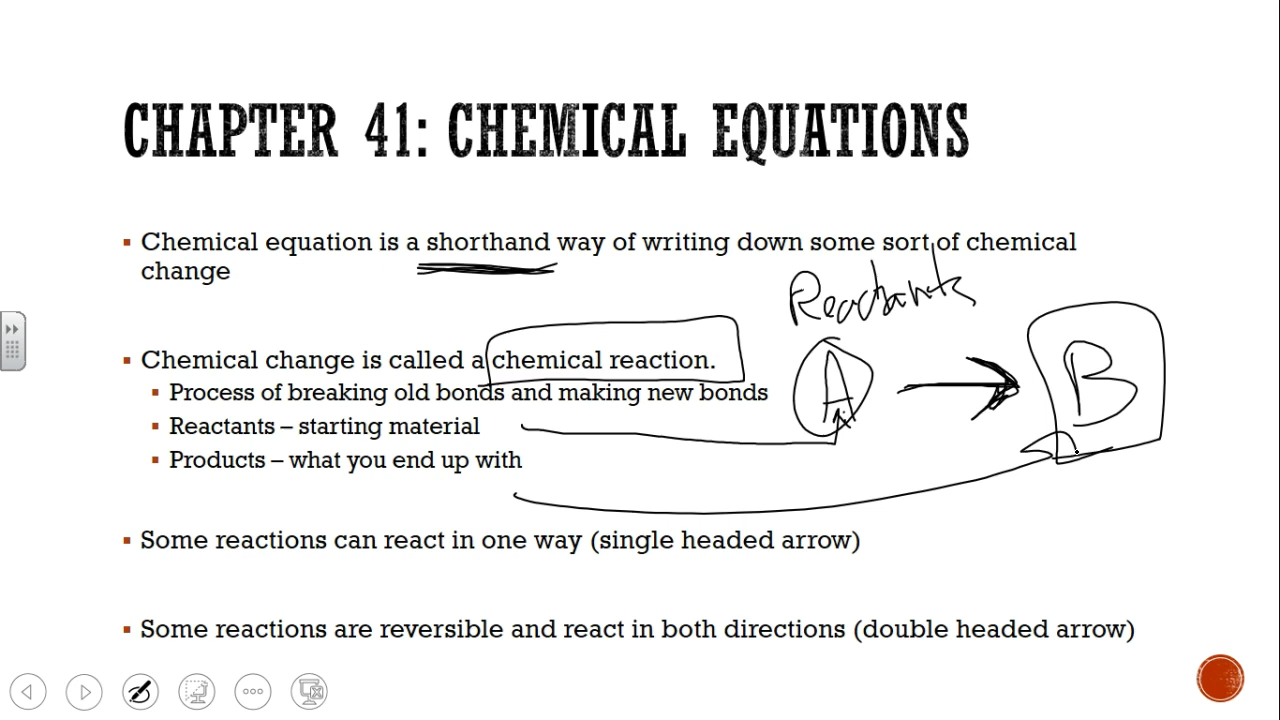 CHAPTER 41: CHEMICAL EQUATIONS
▪ Chemical equation is a shorthand way of writing down some sort of chemical
change
Reactants
▪ Chemical change is called a chemical reaction.
A → B
▪ Process of breaking old bonds and making new bonds
▪ Reactants – starting material
▪ Products – what you end up with
▪ Some reactions can react in one way (single headed arrow)
▪ Some reactions are reversible and react in both directions (double headed arrow)